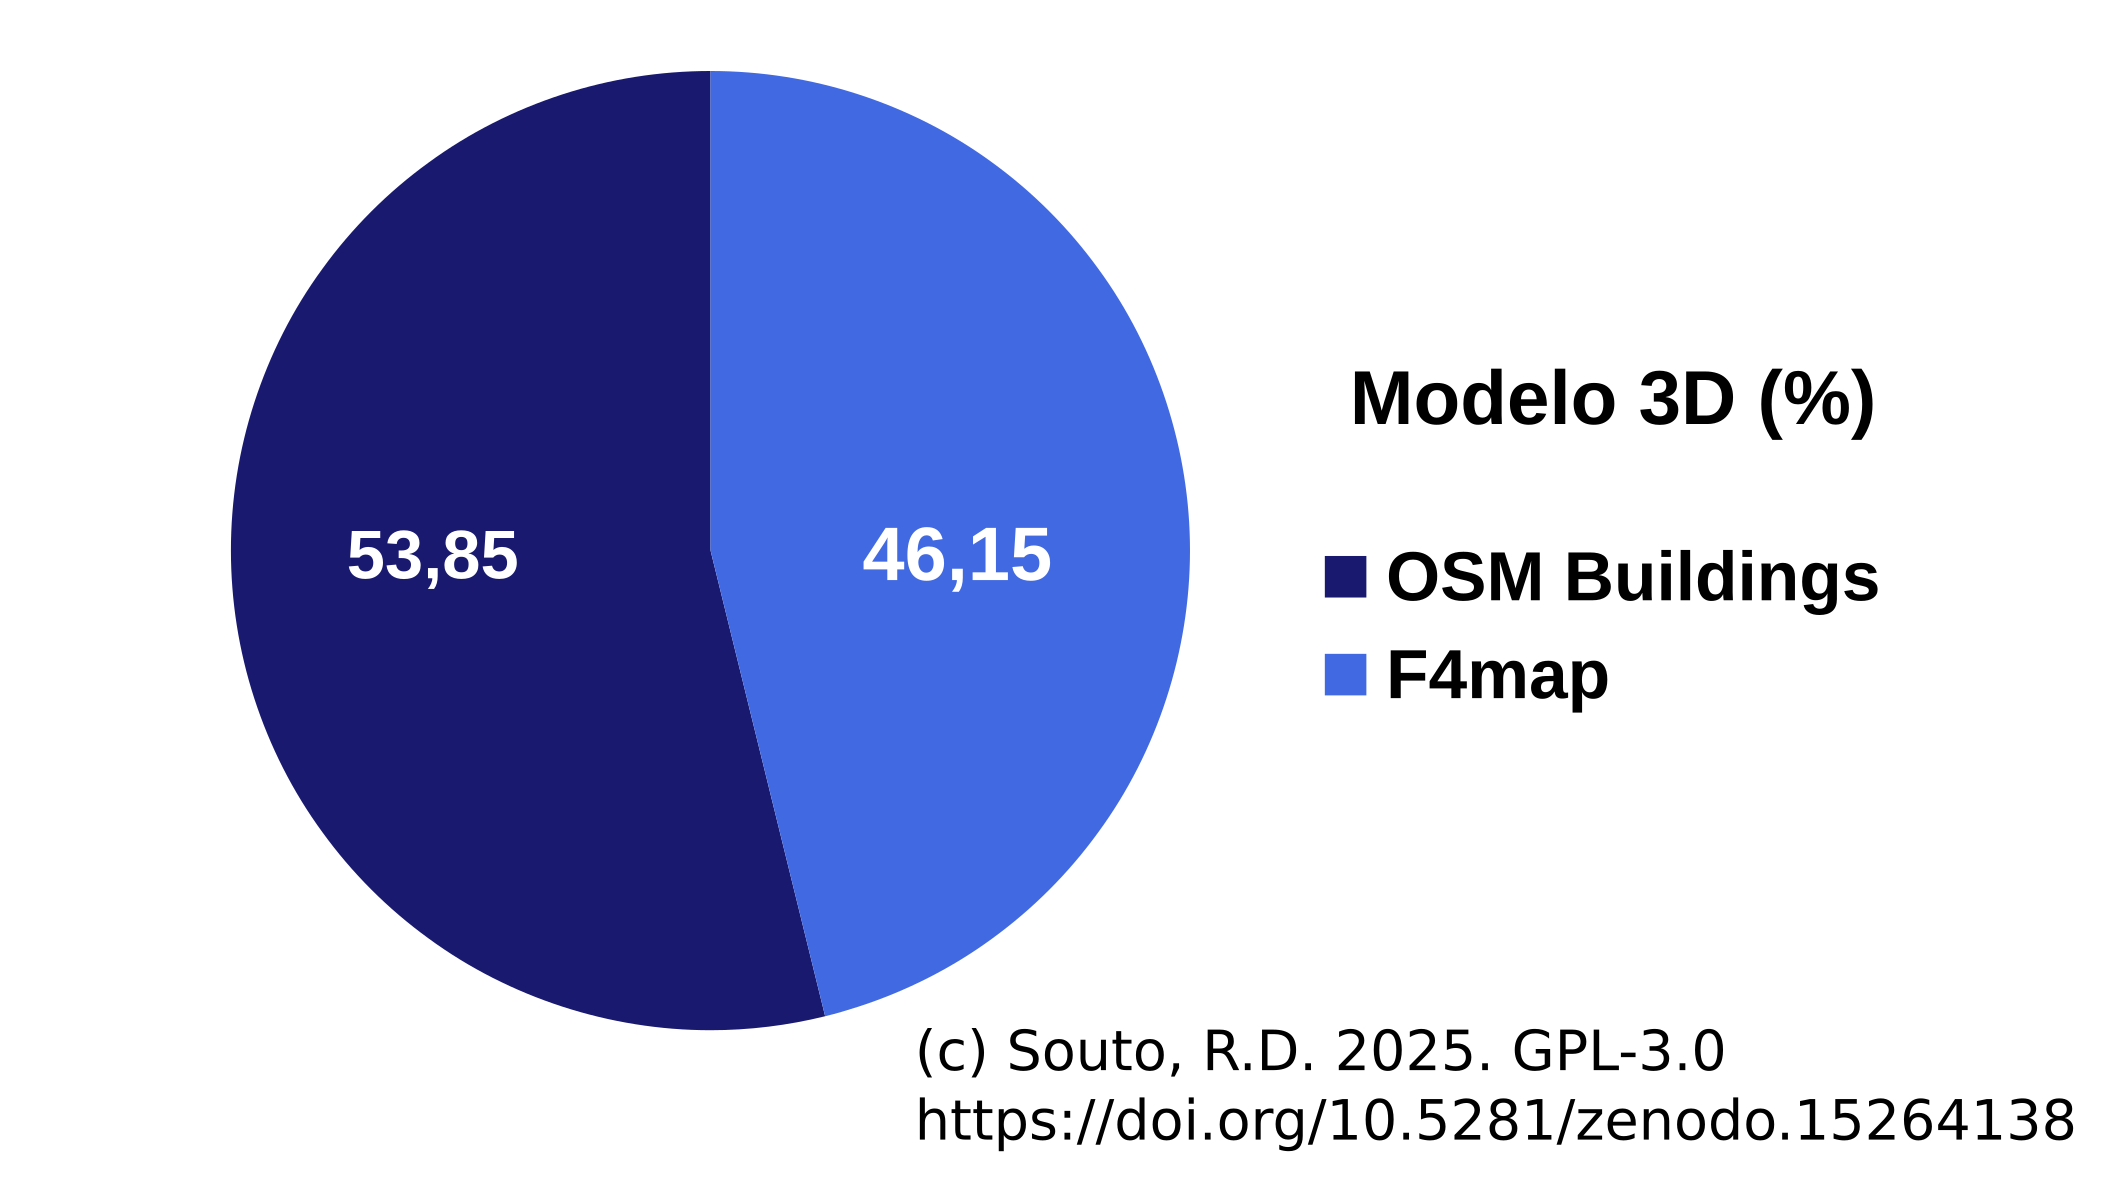 53,85
46,15
Modelo 3D (%)
OSM Buildings
F4map
(c) Souto, R.D. 2025. GPL-3.0
https://doi.org/10.5281/zenodo.15264138